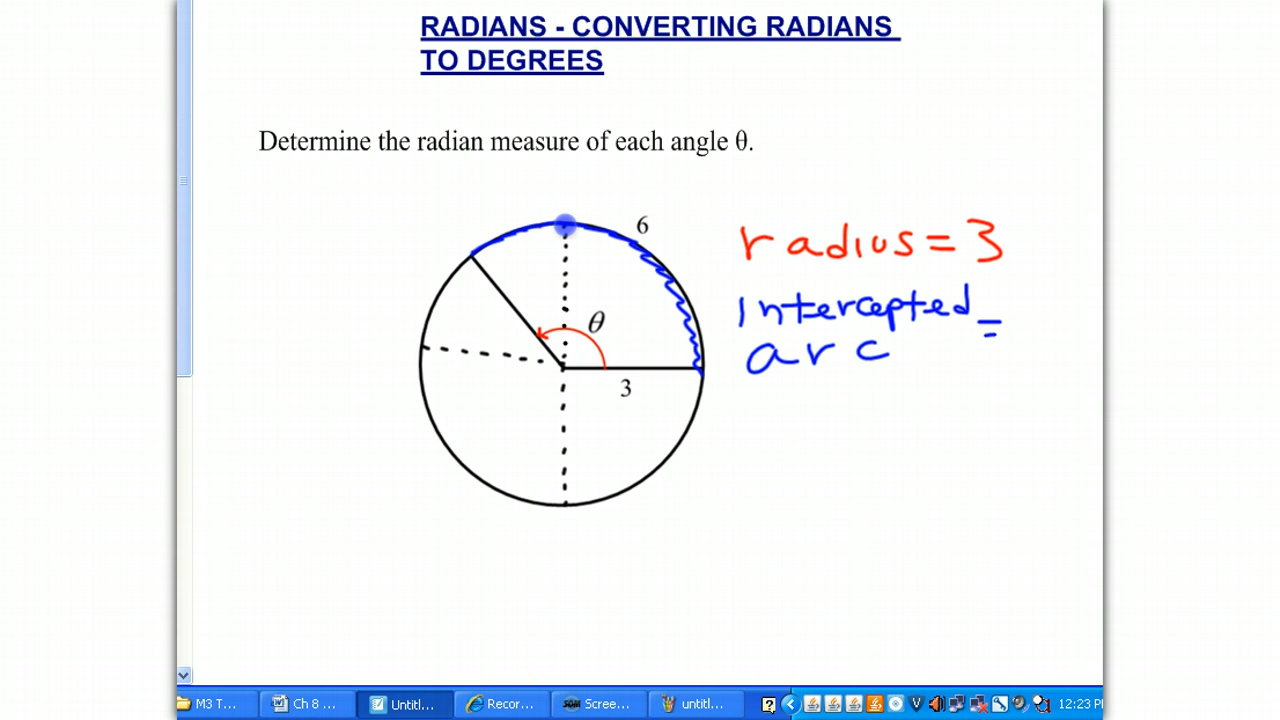 RADIANS - CONVERTING RADIANS
TO DEGREES
Determine the radian measure of each angle θ.
6
radius = 3
θ
Intercepted =
arc
3
M3 T...
Ch 8 ...
Untitl...
Recor...
Scree...
untitl...
12:23 P